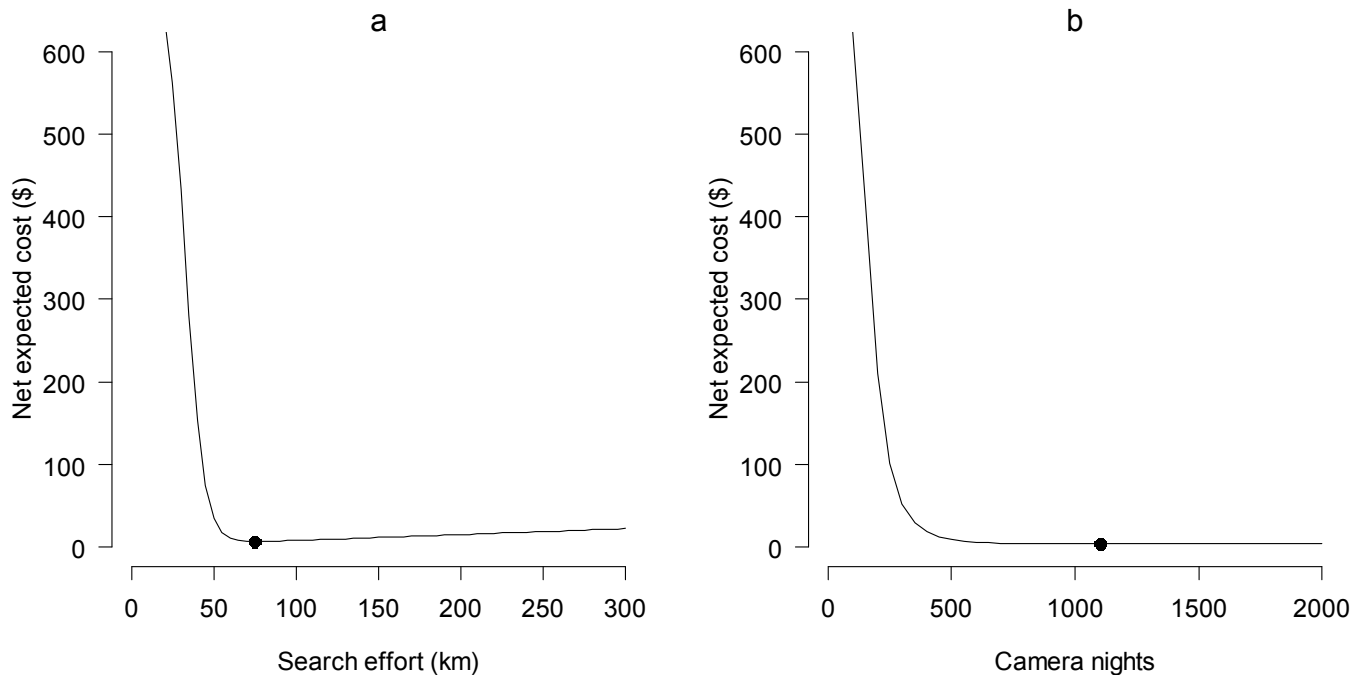 a
600
500
400
300
200
100
0
Net expected cost ($)
0 50 100 150 200 250 300
Search effort (km)
b
600
500
400
300
200
100
0
Net expected cost ($)
0 500 1000 1500 2000
Camera nights